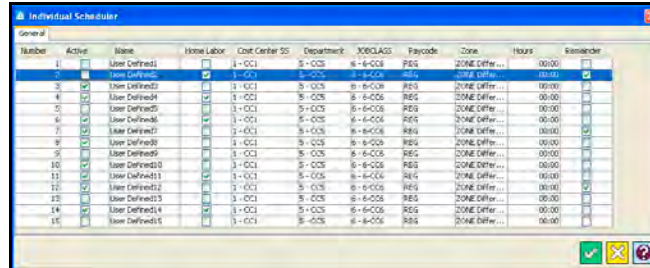 Individual Scheduler
General
Number Active Name Home Labor Cost Center SS Department JOBCLASS Paycode Zone Hours Remainder
1 User Defined1 1 - CC1 5 - CC5 6 - 6-CC6 REG ZONE Differ... 00:00
2 User Defined2 1 - CC1 5 - CC5 6 - 6-CC6 REG ZONE Differ... 00:00
3 User Defined3 1 - CC1 5 - CC5 6 - 6-CC6 REG ZONE Differ... 00:00
4 User Defined4 1 - CC1 5 - CC5 6 - 6-CC6 REG ZONE Differ... 00:00
5 User Defined5 1 - CC1 5 - CC5 6 - 6-CC6 REG ZONE Differ... 00:00
6 User Defined6 1 - CC1 5 - CC5 6 - 6-CC6 REG ZONE Differ... 00:00
7 User Defined7 1 - CC1 5 - CC5 6 - 6-CC6 REG ZONE Differ... 00:00
8 User Defined8 1 - CC1 5 - CC5 6 - 6-CC6 REG ZONE Differ... 00:00
9 User Defined9 1 - CC1 5 - CC5 6 - 6-CC6 REG ZONE Differ... 00:00
10 User Defined10 1 - CC1 5 - CC5 6 - 6-CC6 REG ZONE Differ... 00:00
11 User Defined11 1 - CC1 5 - CC5 6 - 6-CC6 REG ZONE Differ... 00:00
12 User Defined12 1 - CC1 5 - CC5 6 - 6-CC6 REG ZONE Differ... 00:00
13 User Defined13 1 - CC1 5 - CC5 6 - 6-CC6 REG ZONE Differ... 00:00
14 User Defined14 1 - CC1 5 - CC5 6 - 6-CC6 REG ZONE Differ... 00:00
15 User Defined15 1 - CC1 5 - CC5 6 - 6-CC6 REG ZONE Differ... 00:00